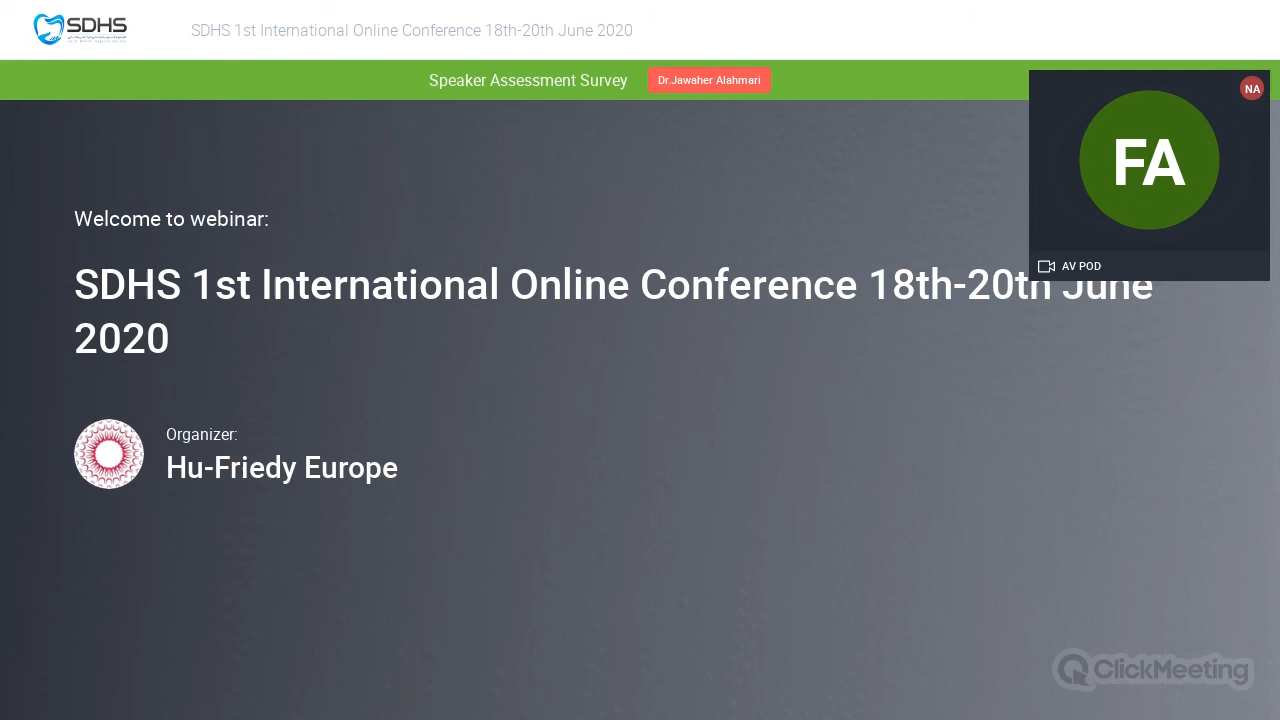 SDHS
SDHS 1st International Online Conference 18th-20th June 2020
Speaker Assessment Survey
Dr.Jawaher Alahmari
NA
FA
AV POD
Welcome to webinar:
SDHS 1st International Online Conference 18th-20th June
2020
Organizer:
Hu-Friedy Europe
ClickMeeting